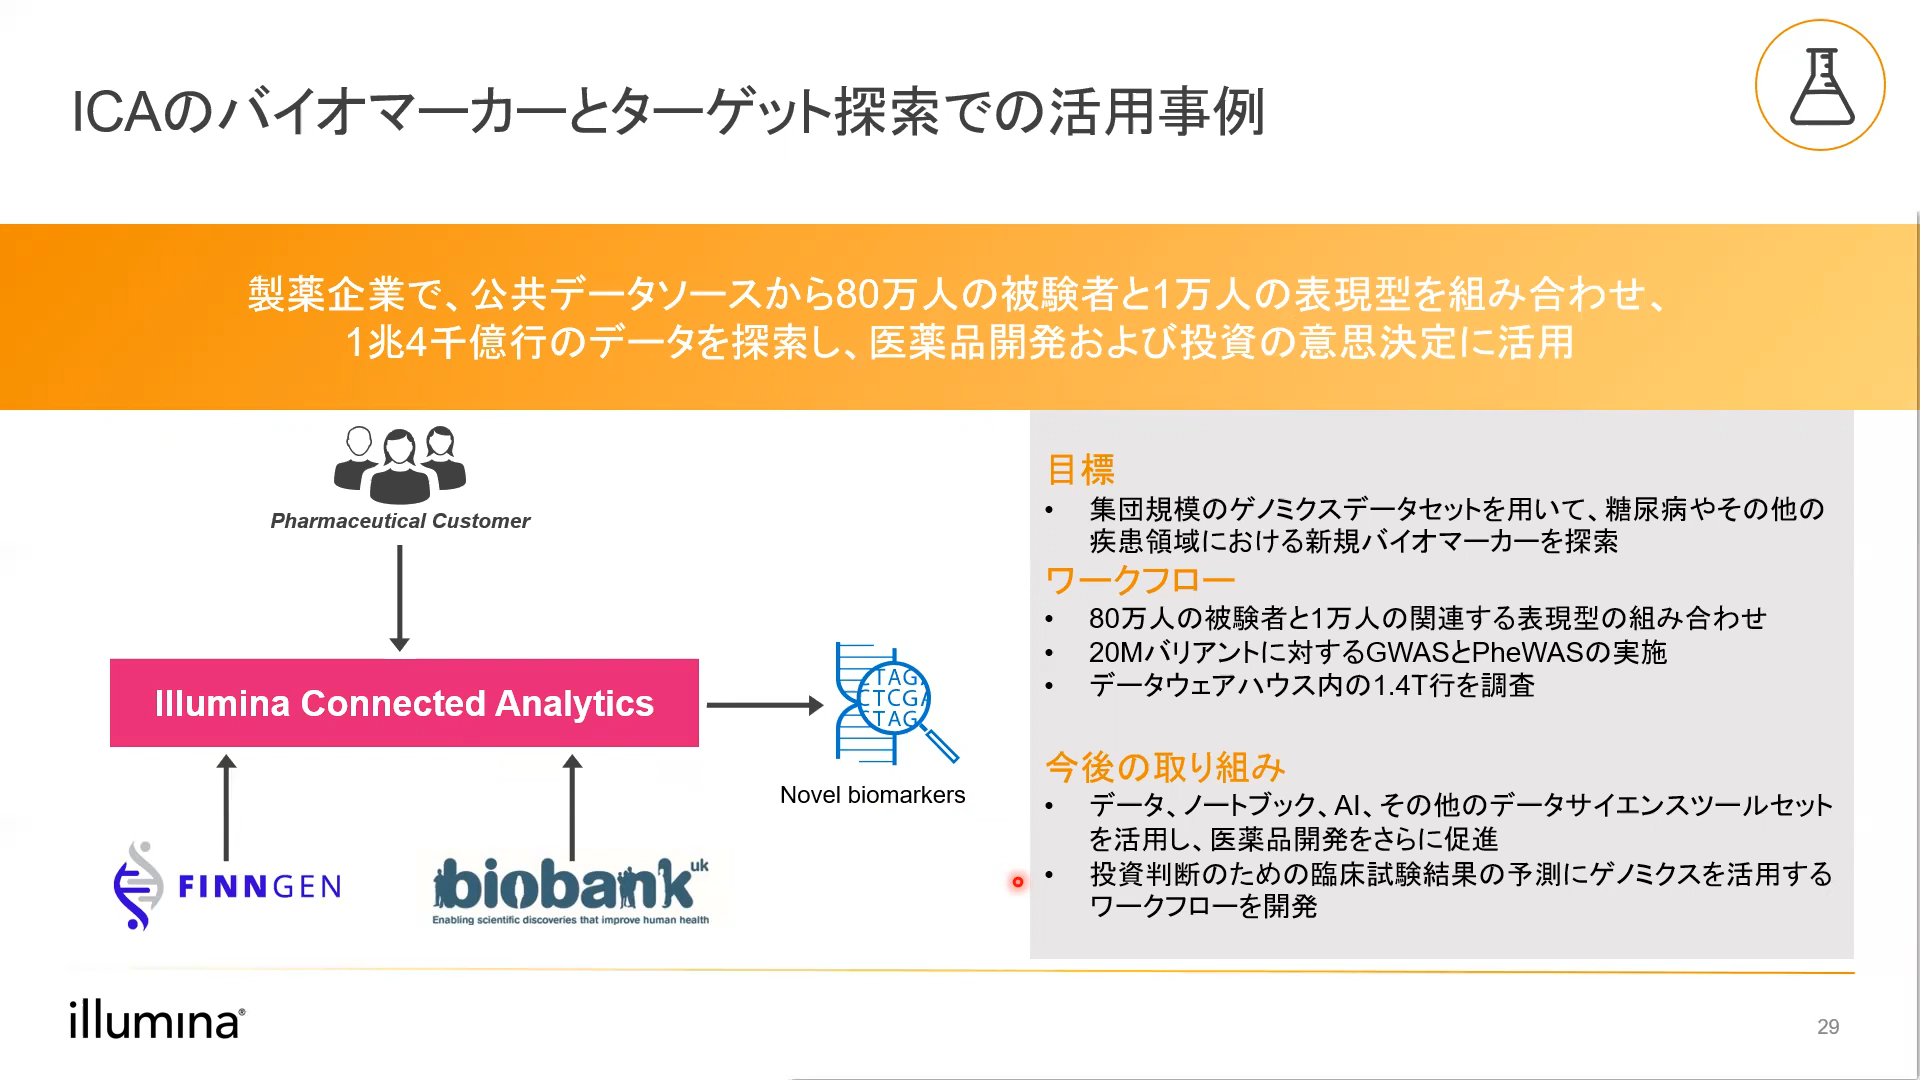 ICAのバイオマーカーとターゲット探索での活用事例
製薬企業で、公共データソースから80万人の被験者と1万人の表現型を組み合わせ、
1兆4千億行のデータを探索し、医薬品開発および投資の意思決定に活用
Pharmaceutical Customer
Illumina Connected Analytics
CTAG
CTCGA
CTAG
Novel biomarkers
FINNGEN
biobank uk
Enabling scientific discoveries that improve human health
目標
• 集団規模のゲノミクスデータセットを用いて、糖尿病やその他の
疾患領域における新規バイオマーカーを探索
ワークフロー
• 80万人の被験者と1万人の関連する表現型の組み合わせ
• 20Mバリアントに対するGWASとPheWASの実施
• データウェアハウス内の1.4T行を調査
今後の取り組み
• データ、ノートブック、AI、その他のデータサイエンスツールセット
を活用し、医薬品開発をさらに促進
• 投資判断のための臨床試験結果の予測にゲノミクスを活用する
ワークフローを開発
illumina®
29